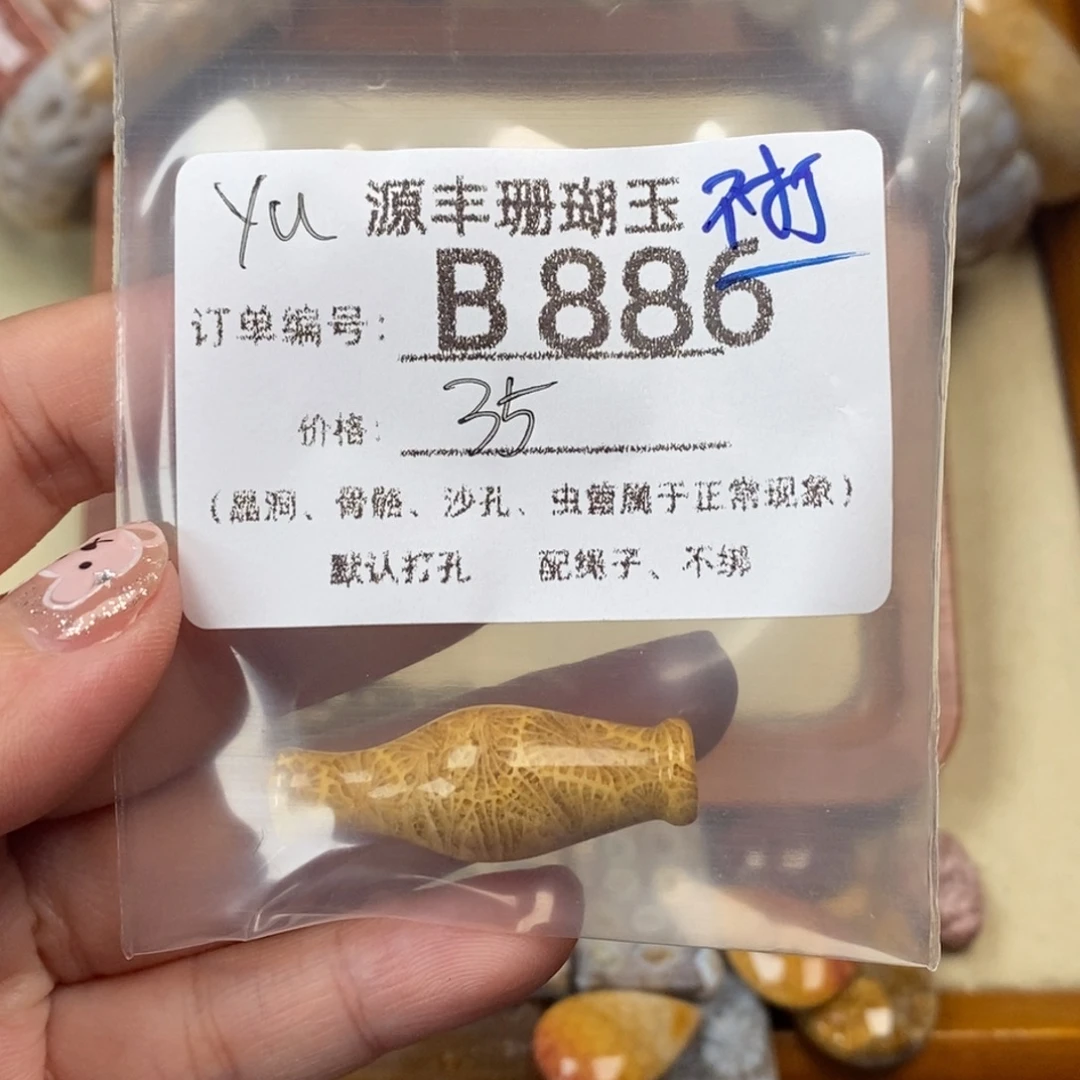 Yu 源丰珊瑚玉 不打
订单编号: B886
价格: 35
(晶洞、骨骼、沙孔、虫菌属于正常现象)
默认打孔 配绳子、不绑